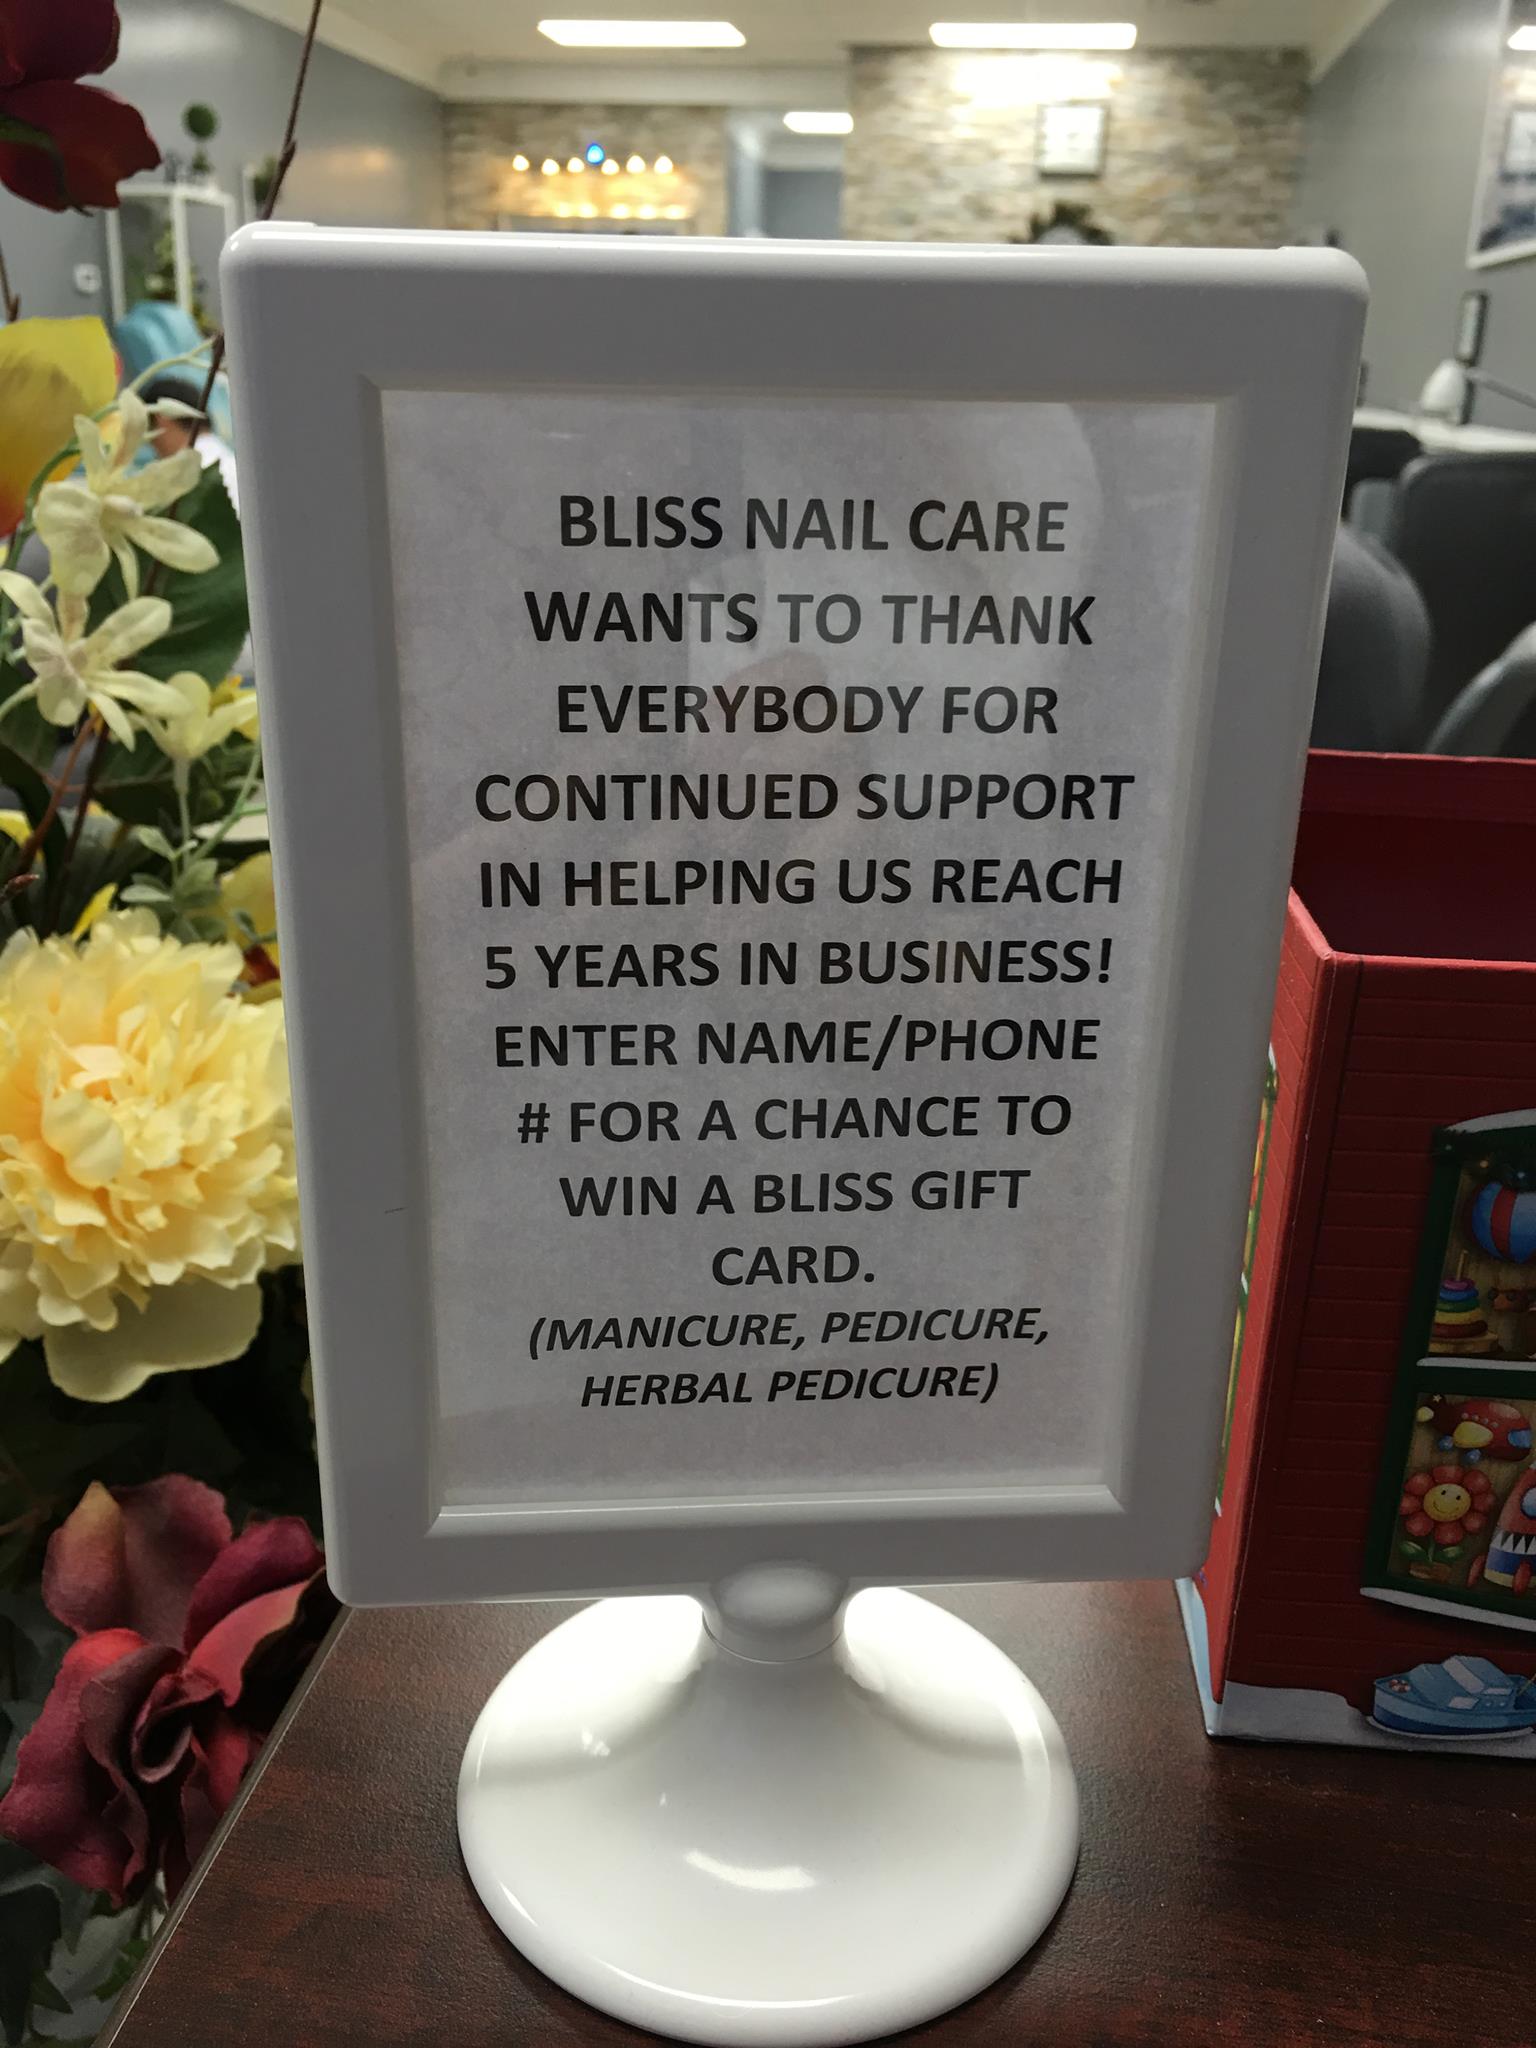 BLISS NAIL CARE
WANTS TO THANK
EVERYBODY FOR
CONTINUED SUPPORT
IN HELPING US REACH
5 YEARS IN BUSINESS!
ENTER NAME/PHONE
# FOR A CHANCE TO
WIN A BLISS GIFT
CARD.
(MANICURE, PEDICURE,
HERBAL PEDICURE)